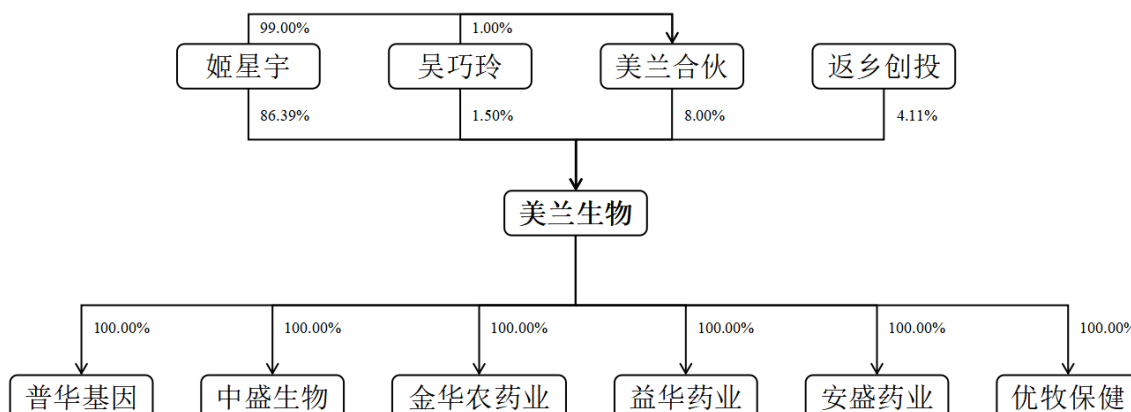 99.00%
1.00%
姬星宇
吴巧玲
美兰合伙
返乡创投
86.39%
1.50%
8.00%
4.11%
美兰生物
100.00%
100.00%
100.00%
100.00%
100.00%
100.00%
普华基因
中盛生物
金华农药业
益华药业
安盛药业
优牧保健